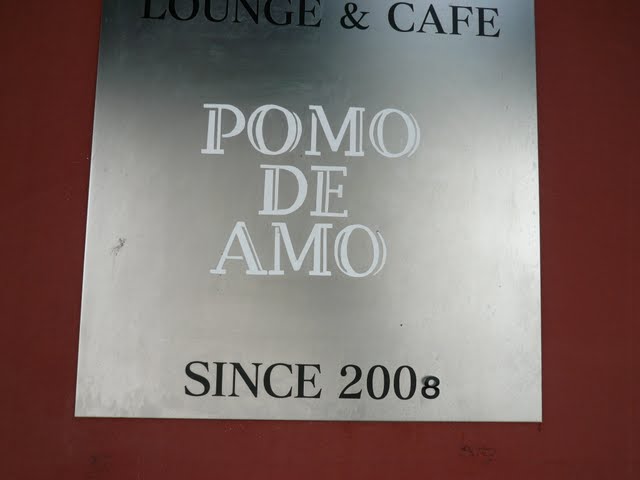 LOUNGE & CAFE
POMO
DE
AMO
SINCE 2008